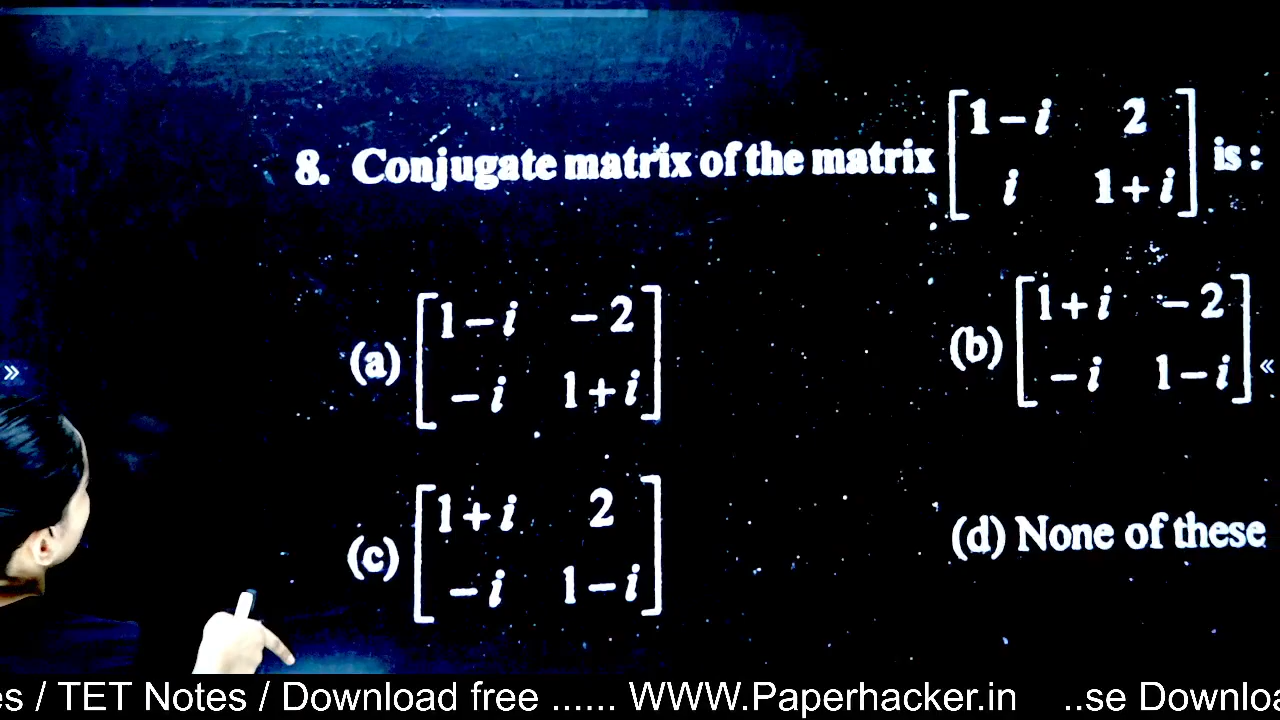 8. Conjugate matrix of the matrix [1 − i 2
i 1 + i] is :
(a) [1 − i − 2
− i 1 + i]
(b) [1 + i − 2
− i 1 − i]
(c) [1 + i 2
− i 1 − i]
(d) None of these
»
«
es / TET Notes / Download free ...... WWW.Paperhacker.in ..se Downloa